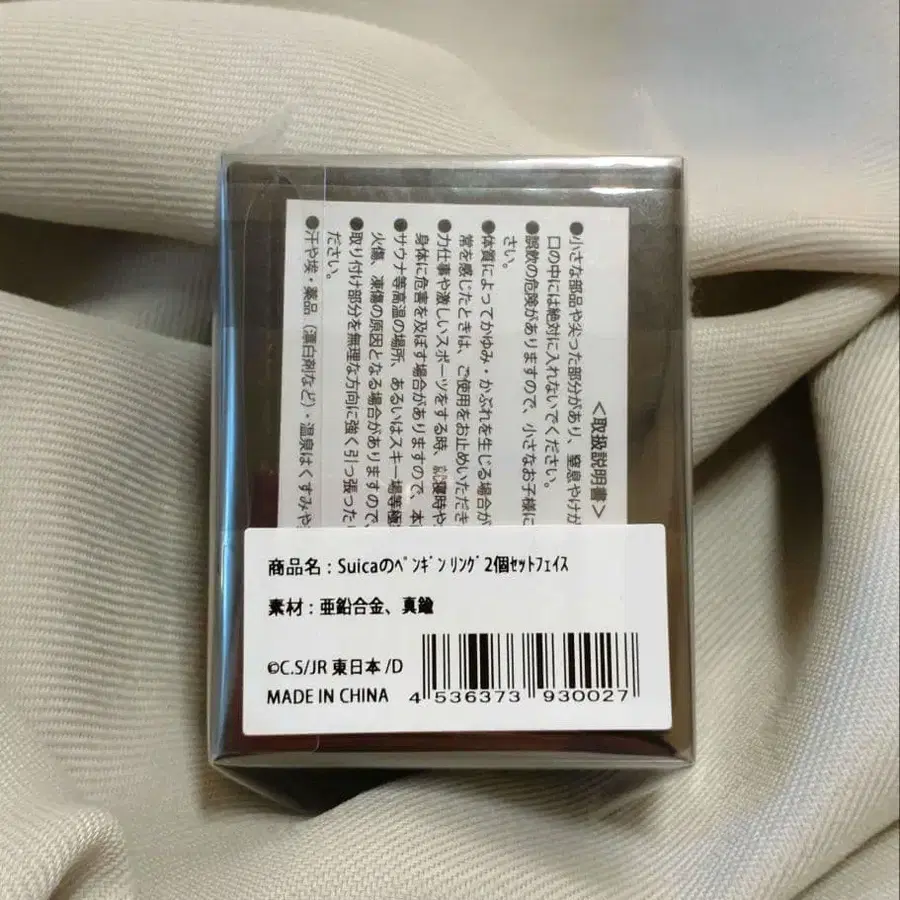 <取扱説明書>
●小さな部品や尖った部分があり、窒息やけが
口の中には絶対に入れないでください。
●誤飲の危険がありますので、小さなお子様に
さい。
●体質によってかゆみ・かぶれを生じる場合が
常を感じたときは、ご使用をお止めいただき
●力仕事や激しいスポーツをする時、就寝時や
身体に危害を及ぼす場合がありますので、本
●サウナ等高温の場所、あるいはスキー場等極
火傷、凍傷の原因となる場合がありますので、
●取り付け部分を無理な方向に強く引っ張った
ださい。
●汗や埃・薬品（漂白剤など）・温泉はくすみや
商品名：Suicaのﾍﾟﾝｷﾞﾝ ﾘﾝｸﾞ 2個ｾｯﾄﾌｪｲｽ
素材：亜鉛合金、真鍮
©C.S/JR 東日本 /D
MADE IN CHINA
4 536373 930027